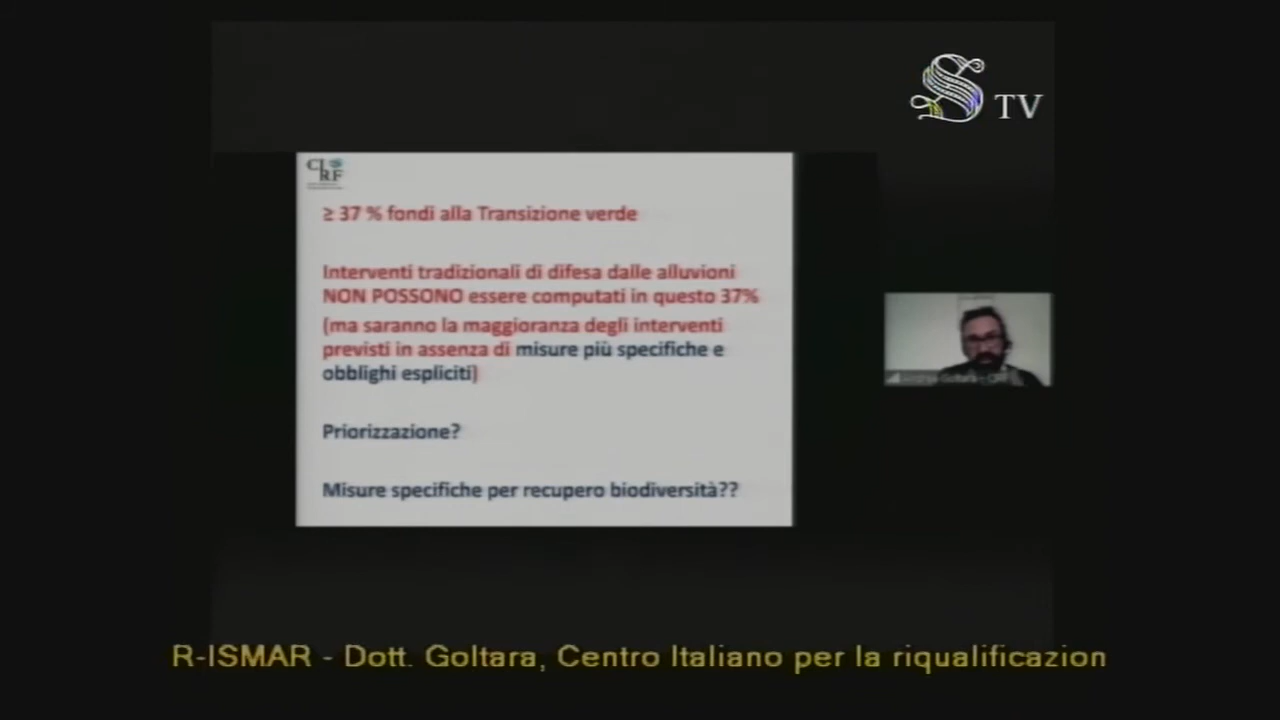 S TV
CI
RF
≥ 37 % fondi alla Transizione verde
Interventi tradizionali di difesa dalle alluvioni
NON POSSONO essere computati in questo 37%
(ma saranno la maggioranza degli interventi
previsti in assenza di misure più specifiche e
obblighi espliciti)
Priorizzazione?
Misure specifiche per recupero biodiversità??
R-ISMAR - Dott. Goltara, Centro Italiano per la riqualificazion